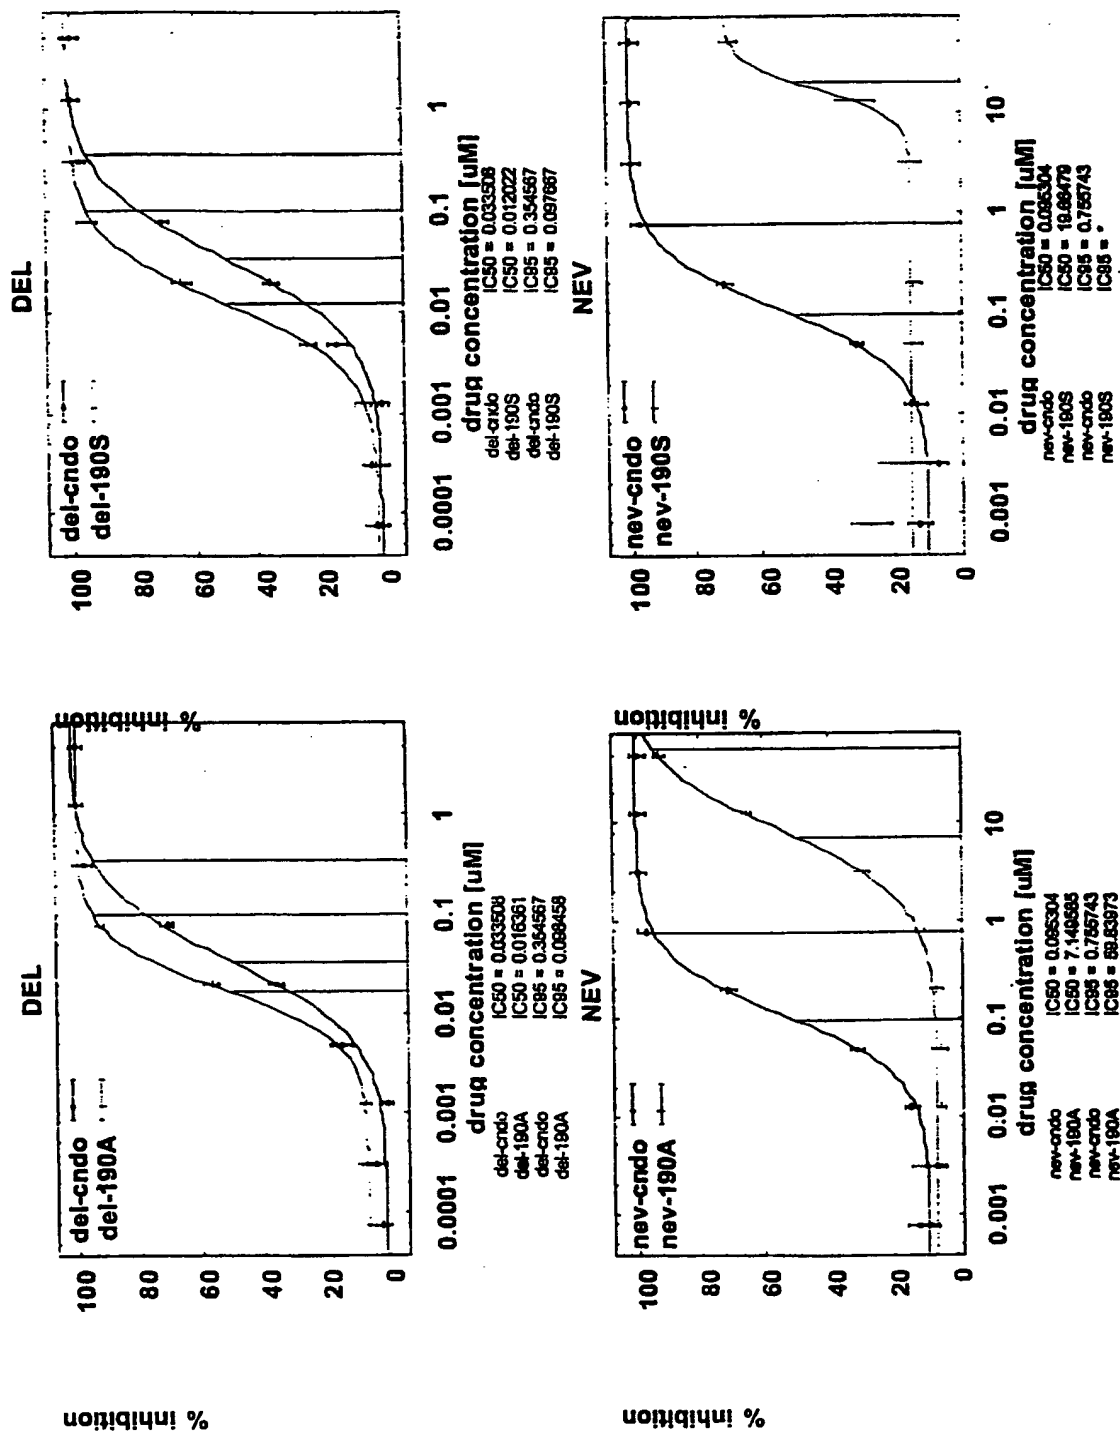 DEL
del-cndo
del-190A
% inhibition
100
80
60
40
20
0
0.0001
0.001
0.01
0.1
1
drug concentration [uM]
del-cndo IC50 = 0.033508
del-190A IC50 = 0.016361
del-cndo IC95 = 0.354567
del-190A IC95 = 0.098458
DEL
del-cndo
del-190S
% inhibition
100
80
60
40
20
0
0.0001
0.001
0.01
0.1
1
drug concentration [uM]
del-cndo IC50 = 0.033508
del-190S IC50 = 0.012022
del-cndo IC95 = 0.354567
del-190S IC95 = 0.097667
NEV
nev-cndo
nev-190A
% inhibition
100
80
60
40
20
0
0.001
0.01
0.1
1
10
drug concentration [uM]
nev-cndo IC50 = 0.095304
nev-190A IC50 = 7.149585
nev-cndo IC95 = 0.755743
nev-190A IC95 = 59.83973
NEV
nev-cndo
nev-190S
% inhibition
100
80
60
40
20
0
0.001
0.01
0.1
1
10
drug concentration [uM]
nev-cndo IC50 = 0.095304
nev-190S IC50 =
nev-cndo IC95 = 0.755743
nev-190S IC95 = *